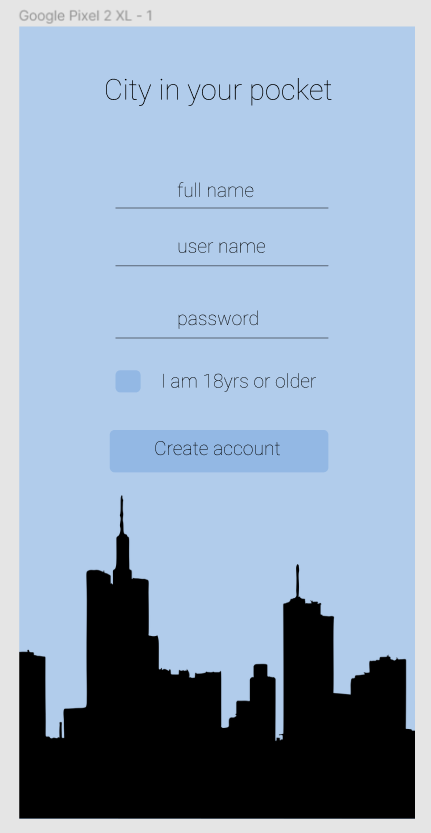 Google Pixel 2 XL - 1
City in your pocket
full name
user name
password
I am 18yrs or older
Create account